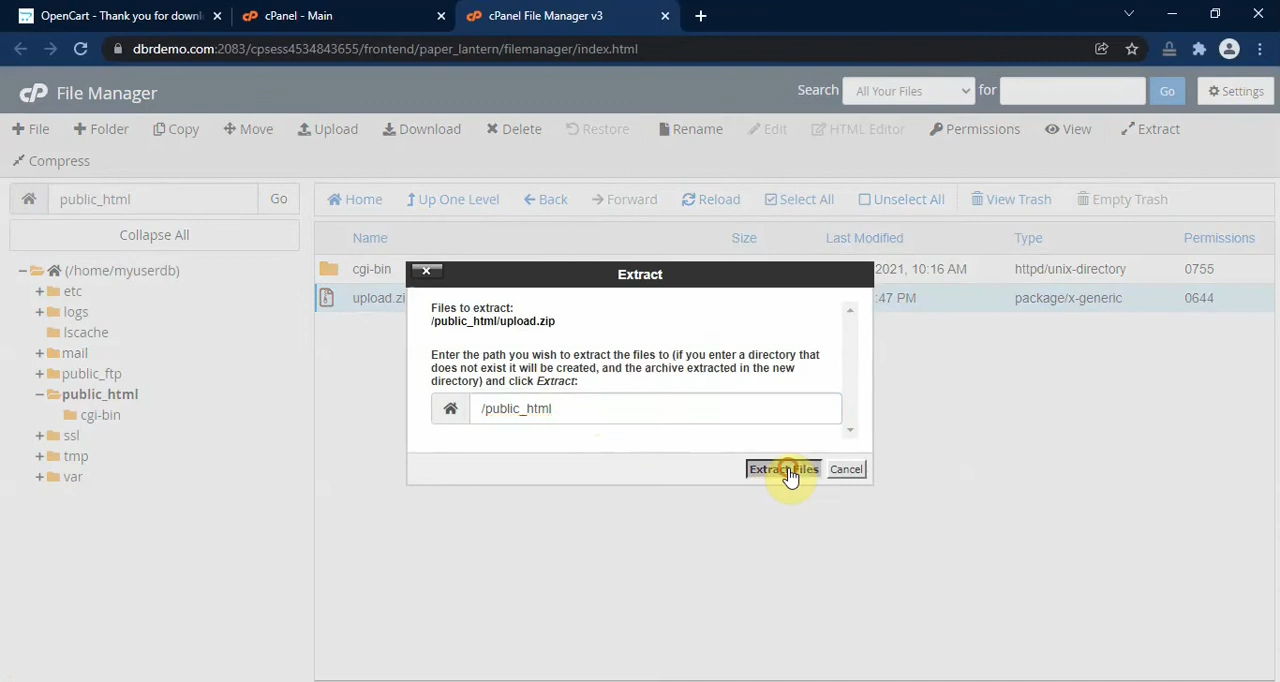 OpenCart - Thank you for downl
cPanel - Main
cPanel File Manager v3
dbrdemo.com:2083/cpsess4534843655/frontend/paper_lantern/filemanager/index.html
cP File Manager
Search All Your Files for Go Settings
File Folder Copy Move Upload Download Delete Restore Rename Edit HTML Editor Permissions View Extract
Compress
public_html Go
Home Up One Level Back Forward Reload Select All Unselect All View Trash Empty Trash
Collapse All
Name Size Last Modified Type Permissions
(/home/myuserdb)
etc
logs
lscache
mail
public_ftp
public_html
cgi-bin
ssl
tmp
var
cgi-bin 2021, 10:16 AM httpd/unix-directory 0755
:47 PM package/x-generic 0644
Extract
Files to extract:
/public_html/upload.zip
Enter the path you wish to extract the files to (if you enter a directory that
does not exist it will be created, and the archive extracted in the new
directory) and click Extract:
/public_html
Extract Files Cancel